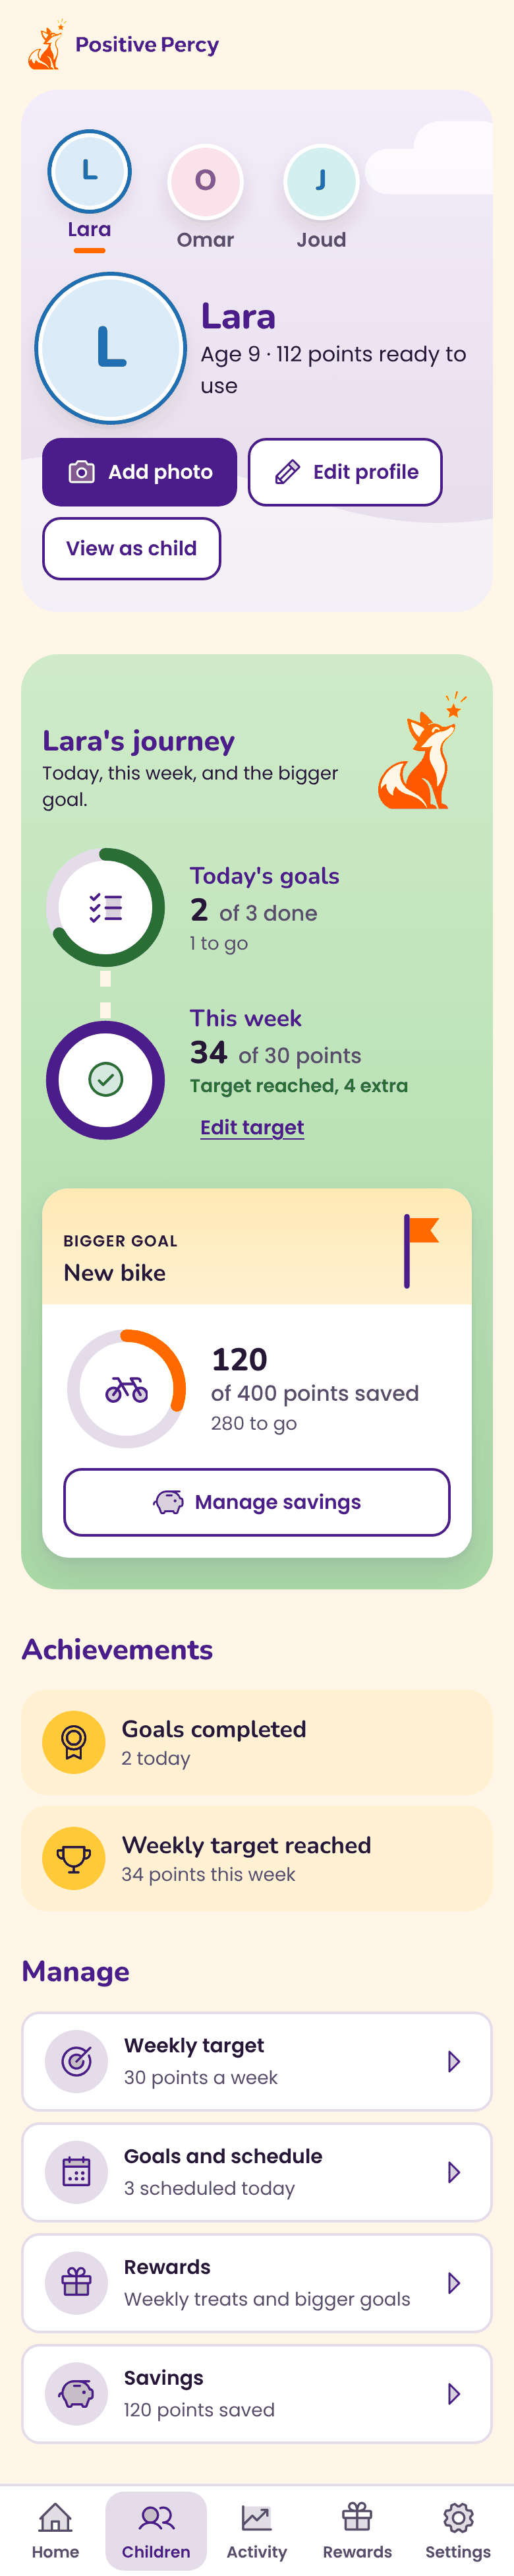 Positive Percy
L
O
J
Lara
Omar
Joud
L
Lara
Age 9 · 112 points ready to
use
Add photo
Edit profile
View as child
Lara's journey
Today, this week, and the bigger
goal.
Today's goals
2 of 3 done
1 to go
This week
34 of 30 points
Target reached, 4 extra
Edit target
BIGGER GOAL
New bike
120
of 400 points saved
280 to go
Manage savings
Achievements
Goals completed
2 today
Weekly target reached
34 points this week
Manage
Weekly target
30 points a week
Goals and schedule
3 scheduled today
Rewards
Weekly treats and bigger goals
Savings
120 points saved
Home
Children
Activity
Rewards
Settings